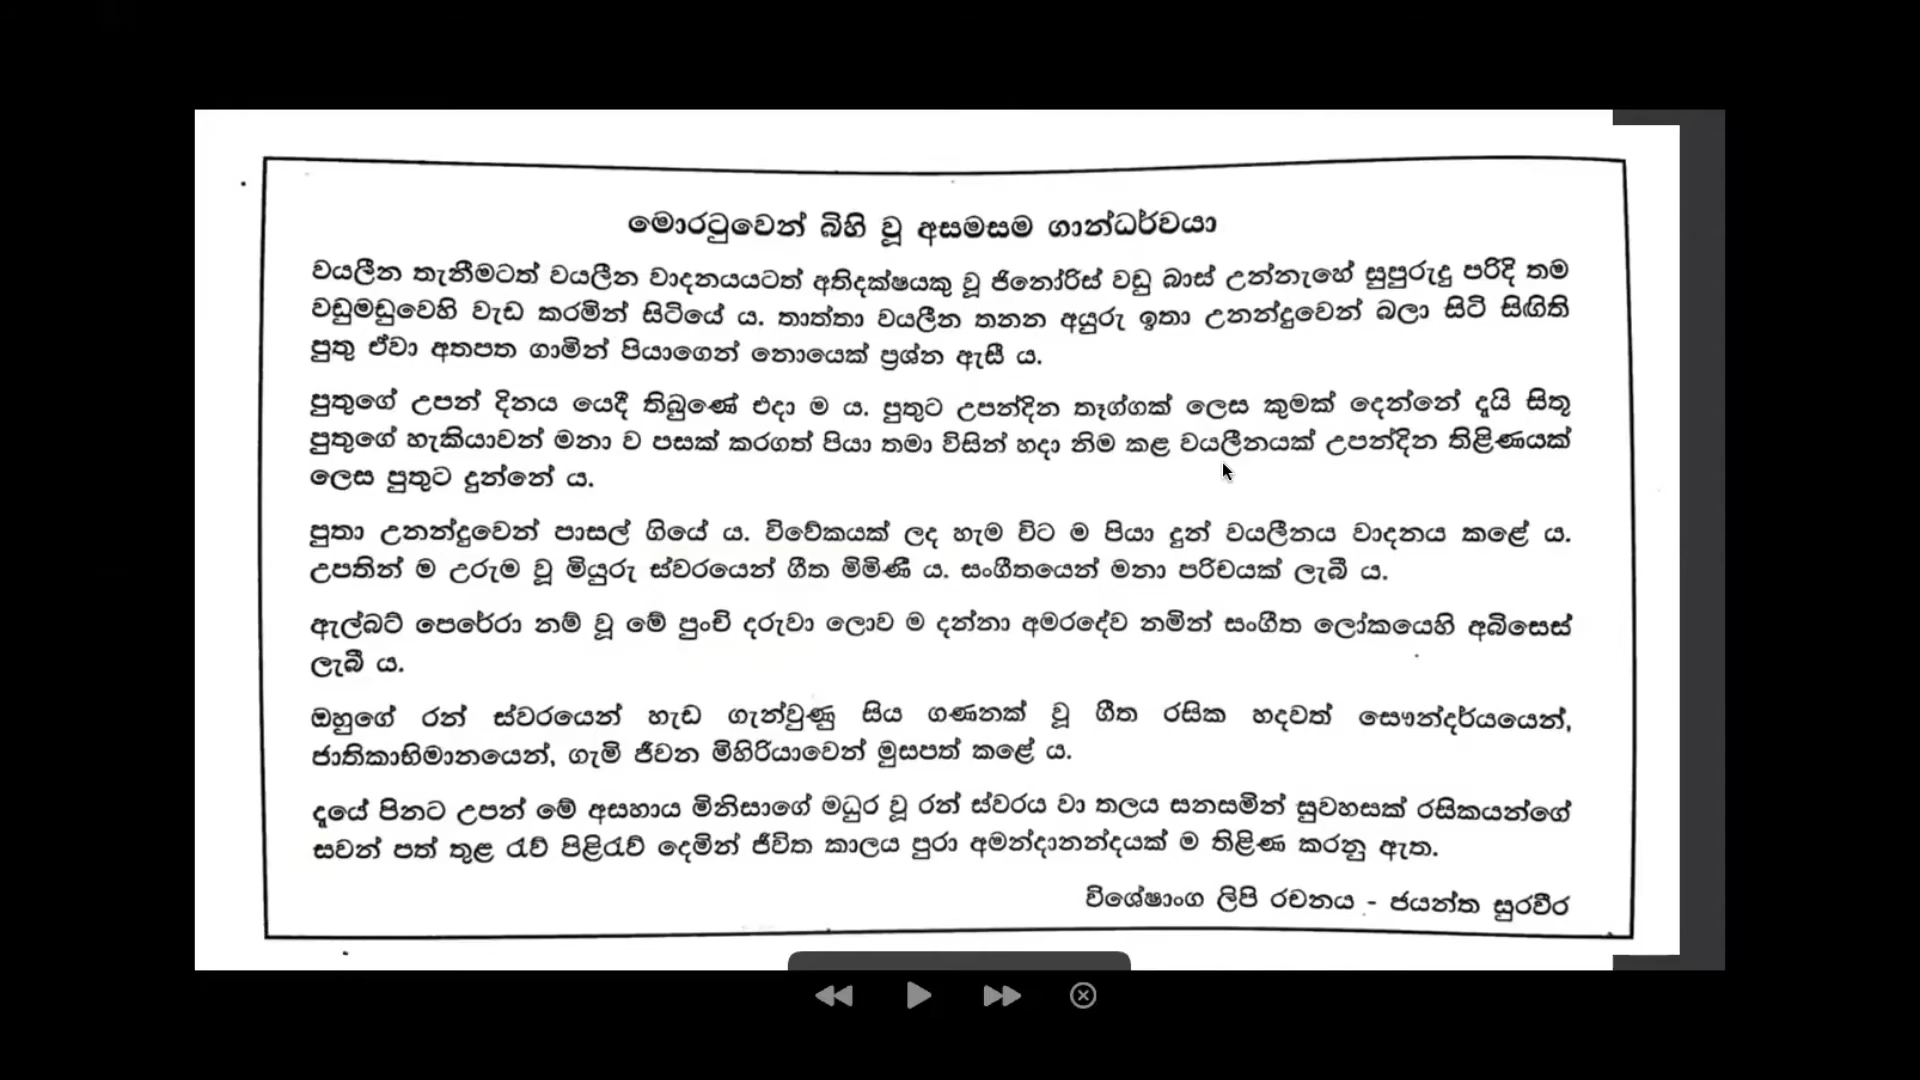 මොරටුවෙන් බිහි වූ අසමසම ගාන්ධර්වයා
වයලීන තැනීමටත් වයලීන වාදනයයටත් අතිදක්ෂයකු වූ ජිනෝරිස් වඩු බාස් උන්නැහේ සුපුරුදු පරිදි තම
වඩුමඩුවෙහි වැඩ කරමින් සිටියේ ය. තාත්තා වයලීන තනන අයුරු ඉතා උනන්දුවෙන් බලා සිටි සිඟිති
පුතු ඒවා අතපත ගාමින් පියාගෙන් නොයෙක් ප්‍රශ්න ඇසී ය.
පුතුගේ උපන් දිනය යෙදී තිබුණේ එදා ම ය. පුතුට උපන්දින තෑග්ගක් ලෙස කුමක් දෙන්නේ දැයි සිතූ
පුතුගේ හැකියාවන් මනා ව පසක් කරගත් පියා තමා විසින් හදා නිම කළ වයලීනයක් උපන්දින තිළිණයක්
ලෙස පුතුට දුන්නේ ය.
පුතා උනන්දුවෙන් පාසල් ගියේ ය. විවේකයක් ලද හැම විට ම පියා දුන් වයලීනය වාදනය කළේ ය.
උපතින් ම උරුම වූ මියුරු ස්වරයෙන් ගීත මිමිණී ය. සංගීතයෙන් මනා පරිචයක් ලැබී ය.
ඇල්බට් පෙරේරා නම් වූ මේ පුංචි දරුවා ලොව ම දන්නා අමරදේව නමින් සංගීත ලෝකයෙහි අබිසෙස්
ලැබී ය.
ඔහුගේ රන් ස්වරයෙන් හැඩ ගැන්වුණු සිය ගණනක් වූ ගීත රසික හදවත් සෞන්දර්යයෙන්,
ජාතිකාභිමානයෙන්, ගැමි ජීවන මිහිරියාවෙන් මුසපත් කළේ ය.
දැයේ පිනට උපන් මේ අසහාය මිනිසාගේ මධුර වූ රන් ස්වරය වා තලය සනසමින් සුවහසක් රසිකයන්ගේ
සවන් පත් තුළ රැව් පිළිරැව් දෙමින් ජීවිත කාලය පුරා අමන්දානන්දයක් ම තිළිණ කරනු ඇත.
විශේෂාංග ලිපි රචනය - ජයන්ත සුරවීර